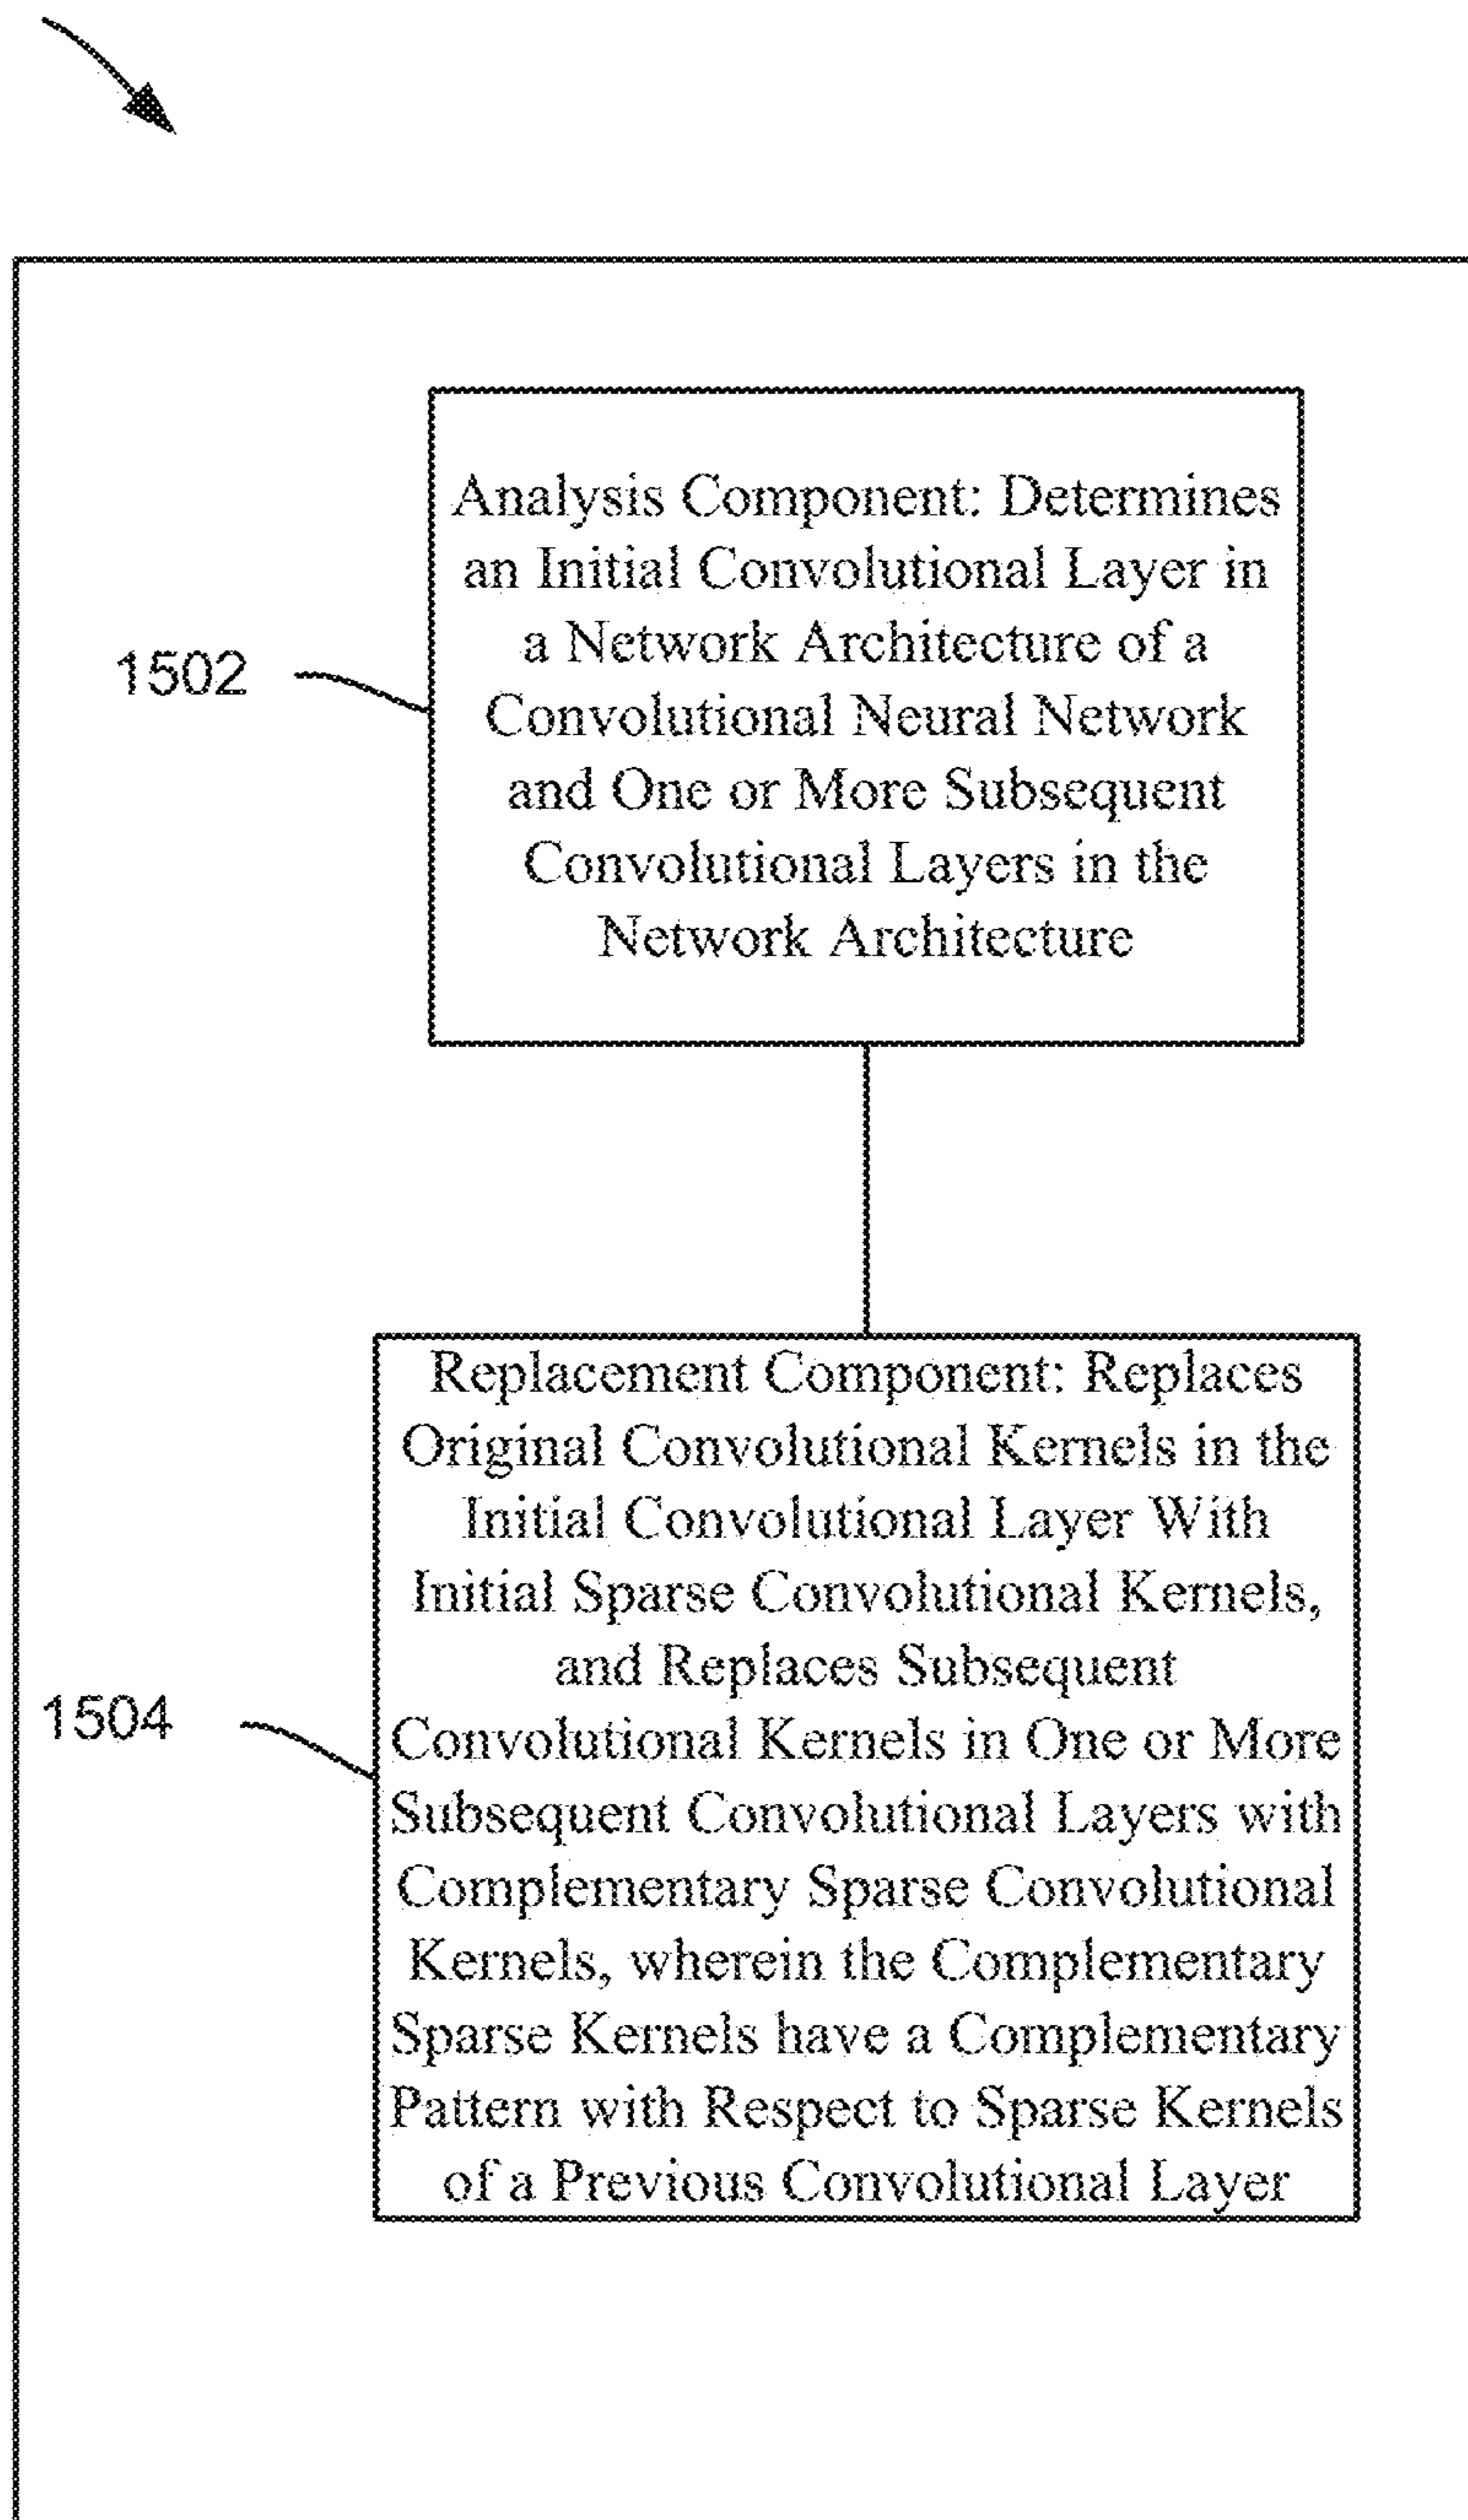 Analysis Component: Determines
an Initial Convolutional Layer in
a Network Architecture of a
Convolutional Neural Network
and One or More Subsequent
Convolutional Layers in the
Network Architecture
1502
Replacement Component: Replaces
Original Convolutional Kernels in the
Initial Convolutional Layer With
Initial Sparse Convolutional Kernels,
and Replaces Subsequent
Convolutional Kernels in One or More
Subsequent Convolutional Layers with
Complementary Sparse Convolutional
Kernels, wherein the Complementary
Sparse Kernels have a Complementary
Pattern with Respect to Sparse Kernels
of a Previous Convolutional Layer
1504